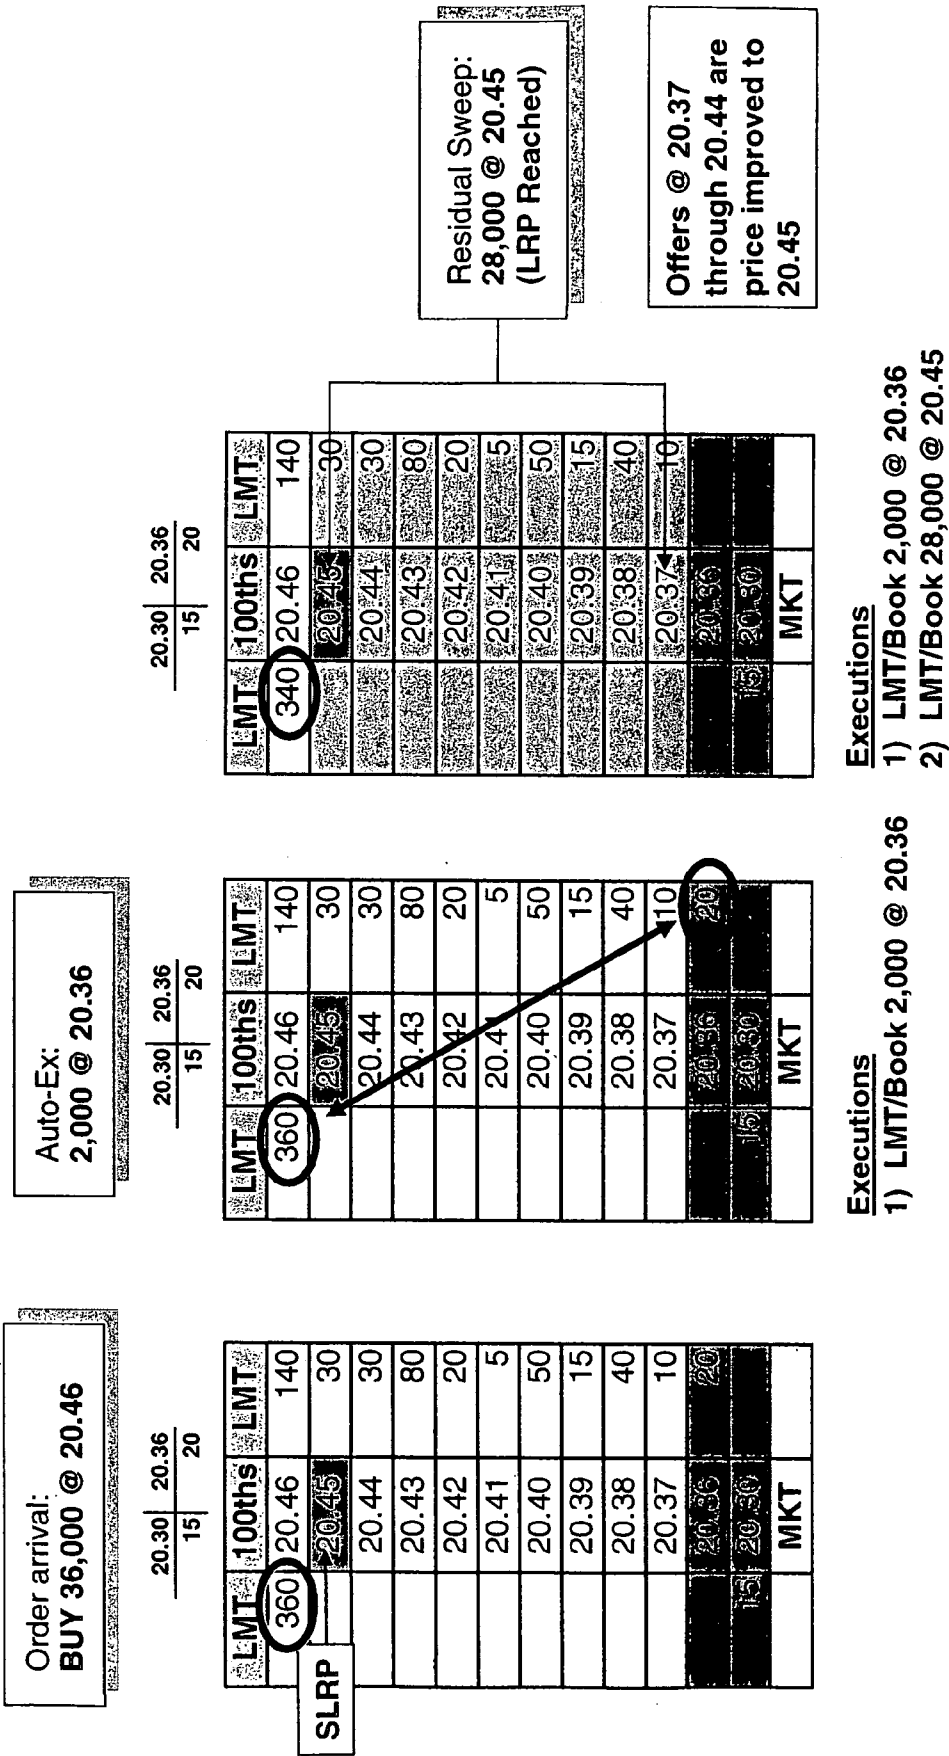 Order arrival:
BUY 36,000 @ 20.46
20.30 20.36
15 20
LMT 100ths LMT
360 20.46 140
20.45 30
20.44 30
20.43 80
20.42 20
20.41 5
20.40 50
20.39 15
20.38 40
20.37 10
20.36 20
15 20.30
MKT
SLRP
Auto-Ex:
2,000 @ 20.36
20.30 20.36
15 20
LMT 100ths LMT
360 20.46 140
20.45 30
20.44 30
20.43 80
20.42 20
20.41 5
20.40 50
20.39 15
20.38 40
20.37 10
20.36 20
15 20.30
MKT
Executions
1) LMT/Book 2,000 @ 20.36
20.30 20.36
15 20
LMT 100ths LMT
340 20.46 140
20.45 30
20.44 30
20.43 80
20.42 20
20.41 5
20.40 50
20.39 15
20.38 40
20.37 10
20.36
15 20.30
MKT
Executions
1) LMT/Book 2,000 @ 20.36
2) LMT/Book 28,000 @ 20.45
Residual Sweep:
28,000 @ 20.45
(LRP Reached)
Offers @ 20.37
through 20.44 are
price improved to
20.45